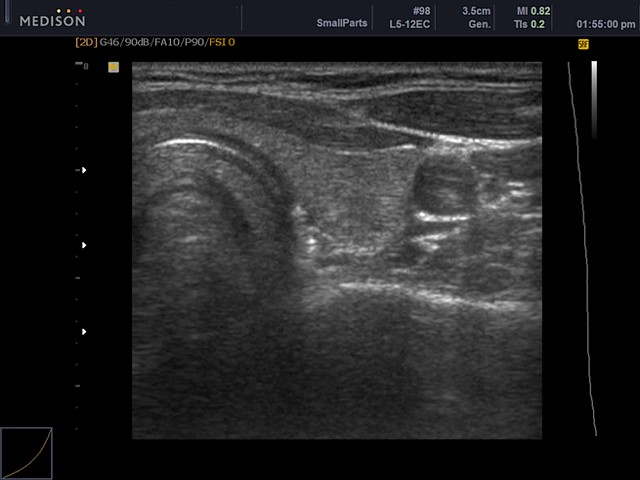 MEDISON
SmallParts
#98
L5-12EC
3.5cm
Gen.
MI 0.82
TIs 0.2
01:55:00 pm
[2D] G46/90dB/FA10/P90/FSI 0
SRF
0